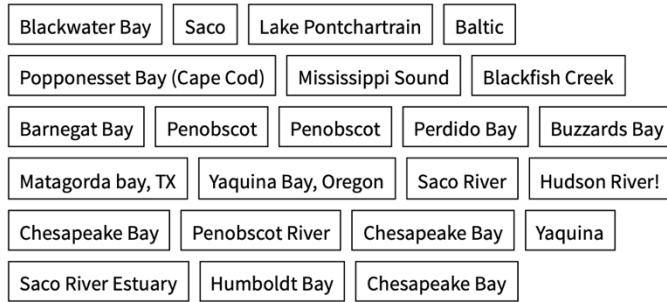 Blackwater Bay Saco Lake Pontchartrain Baltic
Popponesset Bay (Cape Cod) Mississippi Sound Blackfish Creek
Barnegat Bay Penobscot Penobscot Perdido Bay Buzzards Bay
Matagorda bay, TX Yaquina Bay, Oregon Saco River Hudson River!
Chesapeake Bay Penobscot River Chesapeake Bay Yaquina
Saco River Estuary Humboldt Bay Chesapeake Bay